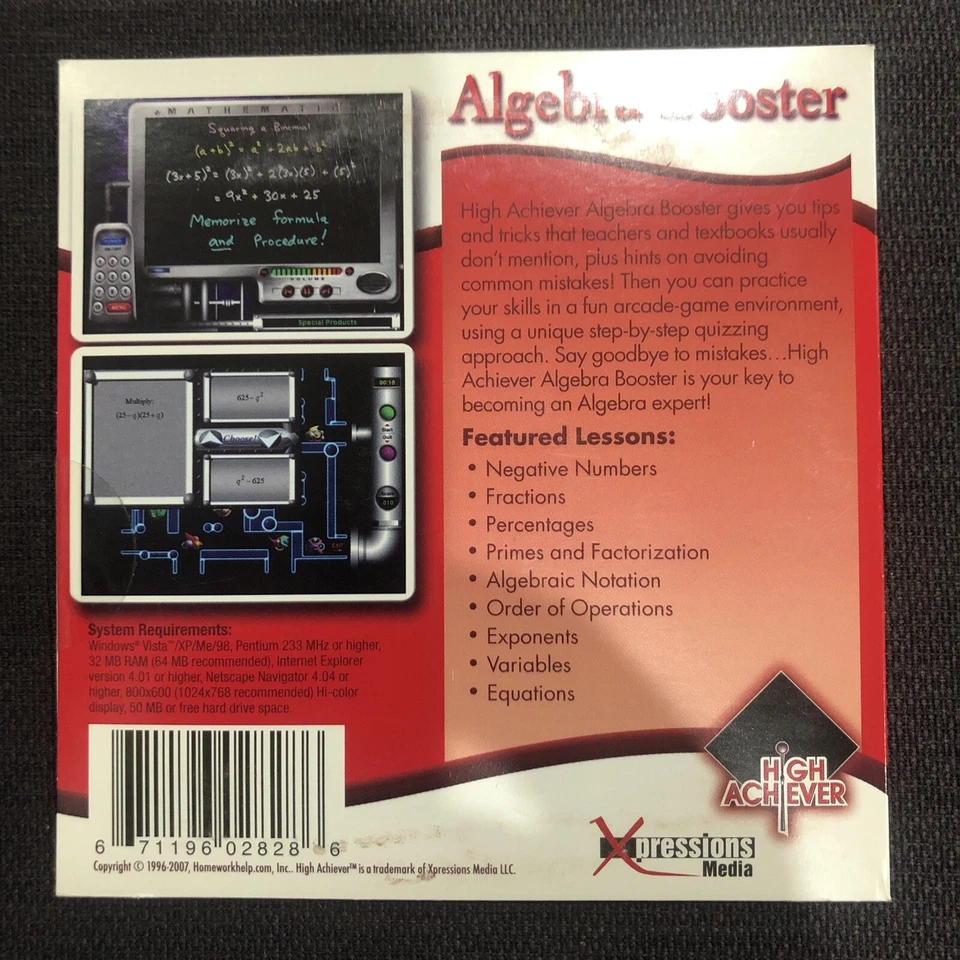 Algebra Booster
MATHEMATI
Squaring a Binomial
(a+b)² = a² + 2ab + b²
(3x+5)² = (3x)² + 2(3x)(5) + (5)²
= 9x² + 30x + 25
Memorize formula
and Procedure!
VOLUME
MENU
Special Products
Multiply:
(25 - q)(25 + q)
625 - q²
Choose!
q² - 625
00:10
Start
Quit
010
EXIT
High Achiever Algebra Booster gives you tips
and tricks that teachers and textbooks usually
don't mention, plus hints on avoiding
common mistakes! Then you can practice
your skills in a fun arcade-game environment,
using a unique step-by-step quizzing
approach. Say goodbye to mistakes...High
Achiever Algebra Booster is your key to
becoming an Algebra expert!
Featured Lessons:
• Negative Numbers
• Fractions
• Percentages
• Primes and Factorization
• Algebraic Notation
• Order of Operations
• Exponents
• Variables
• Equations
System Requirements:
Windows® Vista™/XP/Me/98, Pentium 233 MHz or higher,
32 MB RAM (64 MB recommended), Internet Explorer
version 4.01 or higher, Netscape Navigator 4.04 or
higher, 800x600 (1024x768 recommended) Hi-color
display, 50 MB or free hard drive space.
6 71196 02828 6
Copyright © 1996-2007, Homeworkhelp.com, Inc.. High Achiever™ is a trademark of Xpressions Media LLC.
HIGH
ACHIEVER
Xpressions
Media